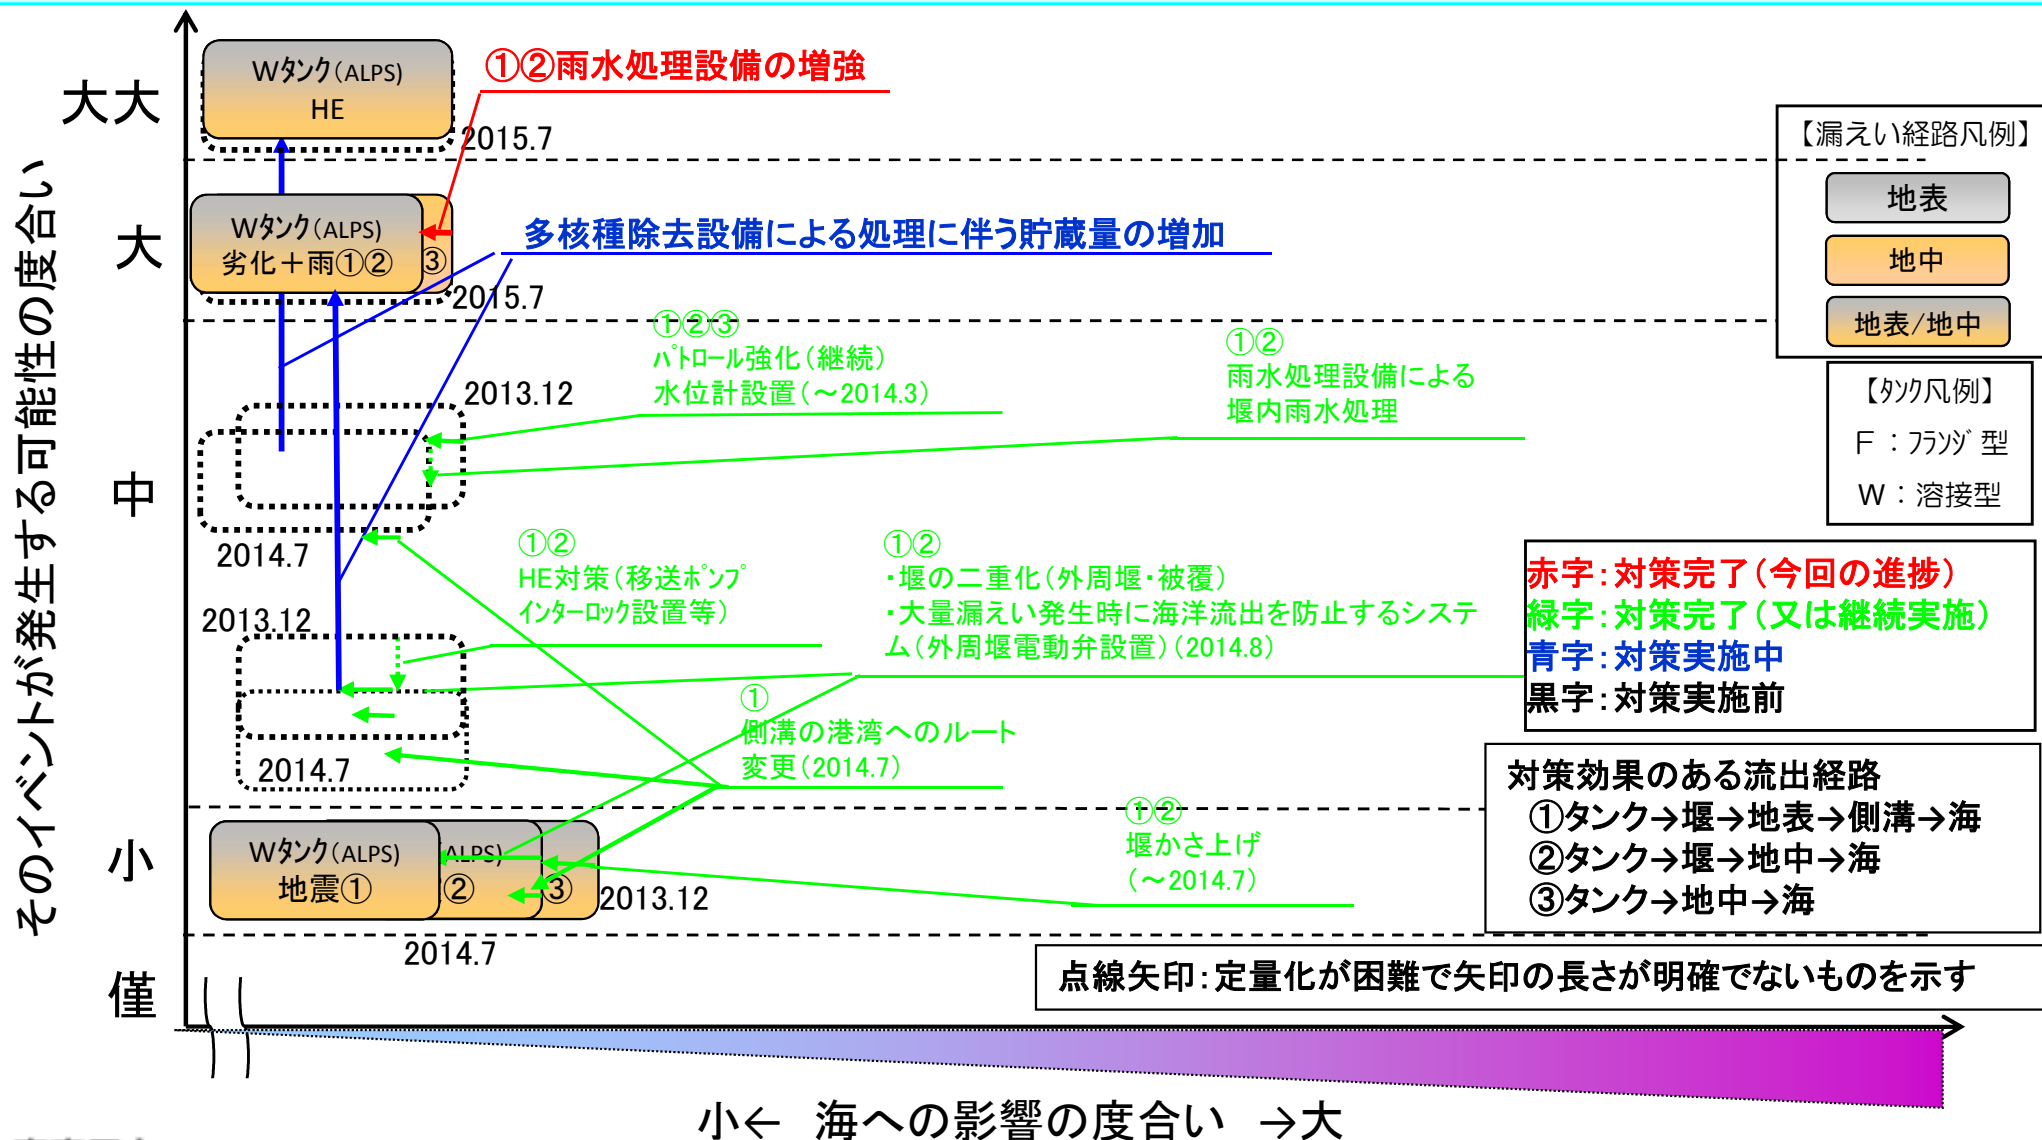 そのイベントが発生する可能性の度合い
大大
大
中
小
僅
Wタンク(ALPS)
HE
2015.7
①②雨水処理設備の増強
Wタンク(ALPS)
劣化＋雨①②
③
2015.7
多核種除去設備による処理に伴う貯蔵量の増加
①②③
パトロール強化(継続)
水位計設置(～2014.3)
①②
雨水処理設備による
堰内雨水処理
2013.12
2014.7
①②
HE対策(移送ポンプ
インターロック設置等)
①②
・堰の二重化(外周堰・被覆)
・大量漏えい発生時に海洋流出を防止するシステ
ム(外周堰電動弁設置)(2014.8)
2013.12
2014.7
①
側溝の港湾へのルート
変更(2014.7)
①②
堰かさ上げ
(～2014.7)
Wタンク(ALPS)
地震①
(ALPS)
②
③
2013.12
2014.7
【漏えい経路凡例】
地表
地中
地表/地中
【タンク凡例】
F：フランジ型
W：溶接型
赤字：対策完了(今回の進捗)
緑字：対策完了(又は継続実施)
青字：対策実施中
黒字：対策実施前
対策効果のある流出経路
①タンク→堰→地表→側溝→海
②タンク→堰→地中→海
③タンク→地中→海
点線矢印：定量化が困難で矢印の長さが明確でないものを示す
小← 海への影響の度合い →大